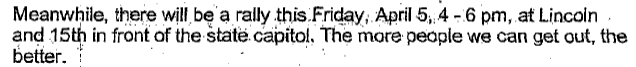 Meanwhile, there will be a rally this Friday, April 5, 4 - 6 pm, at Lincoln
and 15th in front of the state capitol. The more people we can get out, the
better.